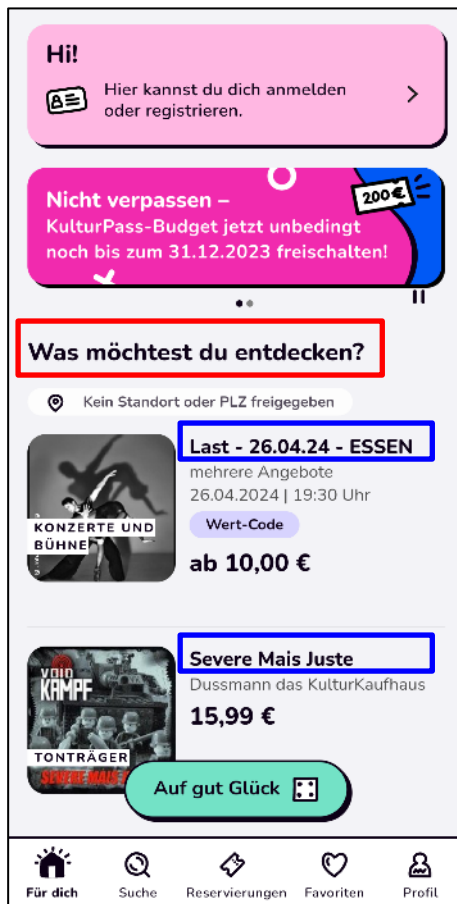 Hi!
Hier kannst du dich anmelden
oder registrieren.
Nicht verpassen –
KulturPass-Budget jetzt unbedingt
noch bis zum 31.12.2023 freischalten!
200€
Was möchtest du entdecken?
Kein Standort oder PLZ freigegeben
KONZERTE UND
BÜHNE
Last - 26.04.24 - ESSEN
mehrere Angebote
26.04.2024 | 19:30 Uhr
Wert-Code
ab 10,00 €
VOID
KAMPF
TONTRÄGER
SEVERE MAIS
Severe Mais Juste
Dussmann das KulturKaufhaus
15,99 €
Auf gut Glück
Für dich
Suche
Reservierungen
Favoriten
Profil